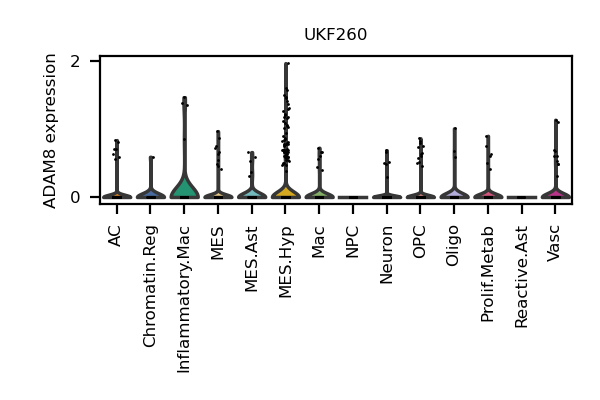 UKF260
ADAM8 expression
2
0
AC
Chromatin.Reg
Inflammatory.Mac
MES
MES.Ast
MES.Hyp
Mac
NPC
Neuron
OPC
Oligo
Prolif.Metab
Reactive.Ast
Vasc